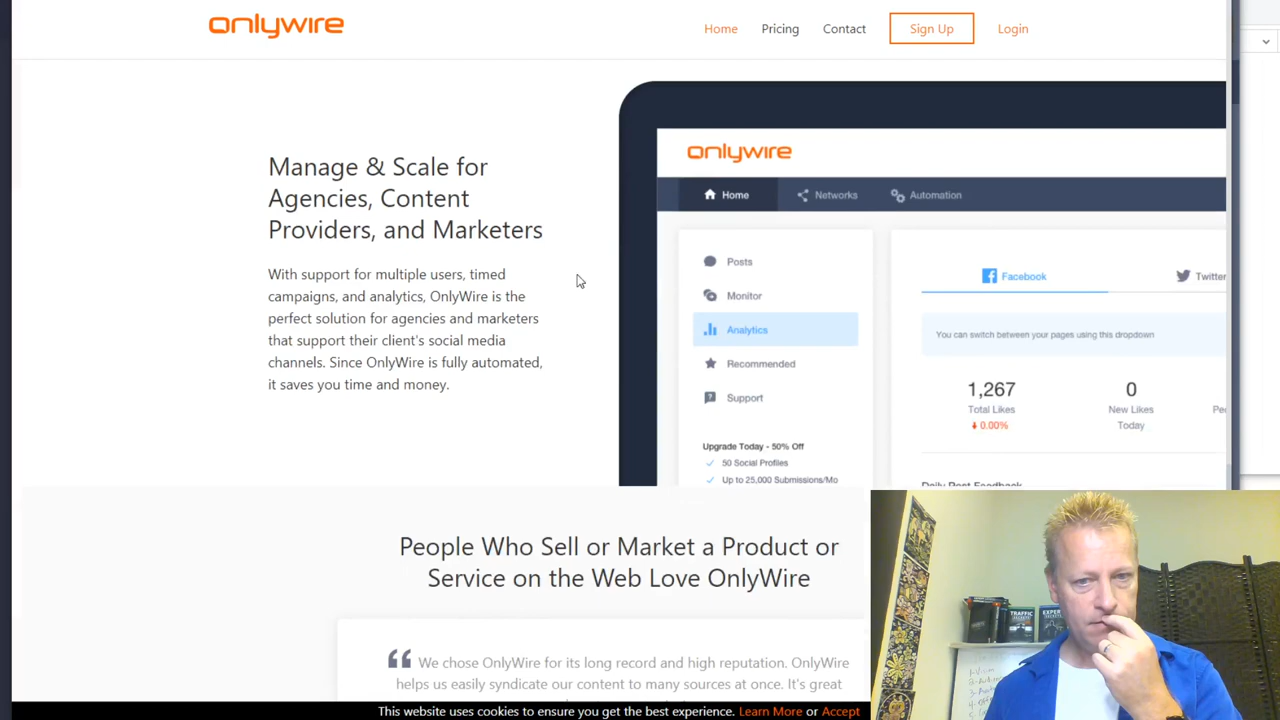 onlywire
Home Pricing Contact Sign Up Login
Manage & Scale for
Agencies, Content
Providers, and Marketers
With support for multiple users, timed
campaigns, and analytics, OnlyWire is the
perfect solution for agencies and marketers
that support their client's social media
channels. Since OnlyWire is fully automated,
it saves you time and money.
onlywire
Home Networks Automation
Posts
Monitor
Analytics
Recommended
Support
Upgrade Today - 50% Off
50 Social Profiles
Up to 25,000 Submissions/Mo
Facebook Twitter
You can switch between your pages using this dropdown
1,267 0
Total Likes New Likes
Today
0.00%
Daily Post Feedback
People Who Sell or Market a Product or
Service on the Web Love OnlyWire
We chose OnlyWire for its long record and high reputation. OnlyWire
helps us easily syndicate our content to many sources at once. It's great
This website uses cookies to ensure you get the best experience. Learn More or Accept
TRAFFIC